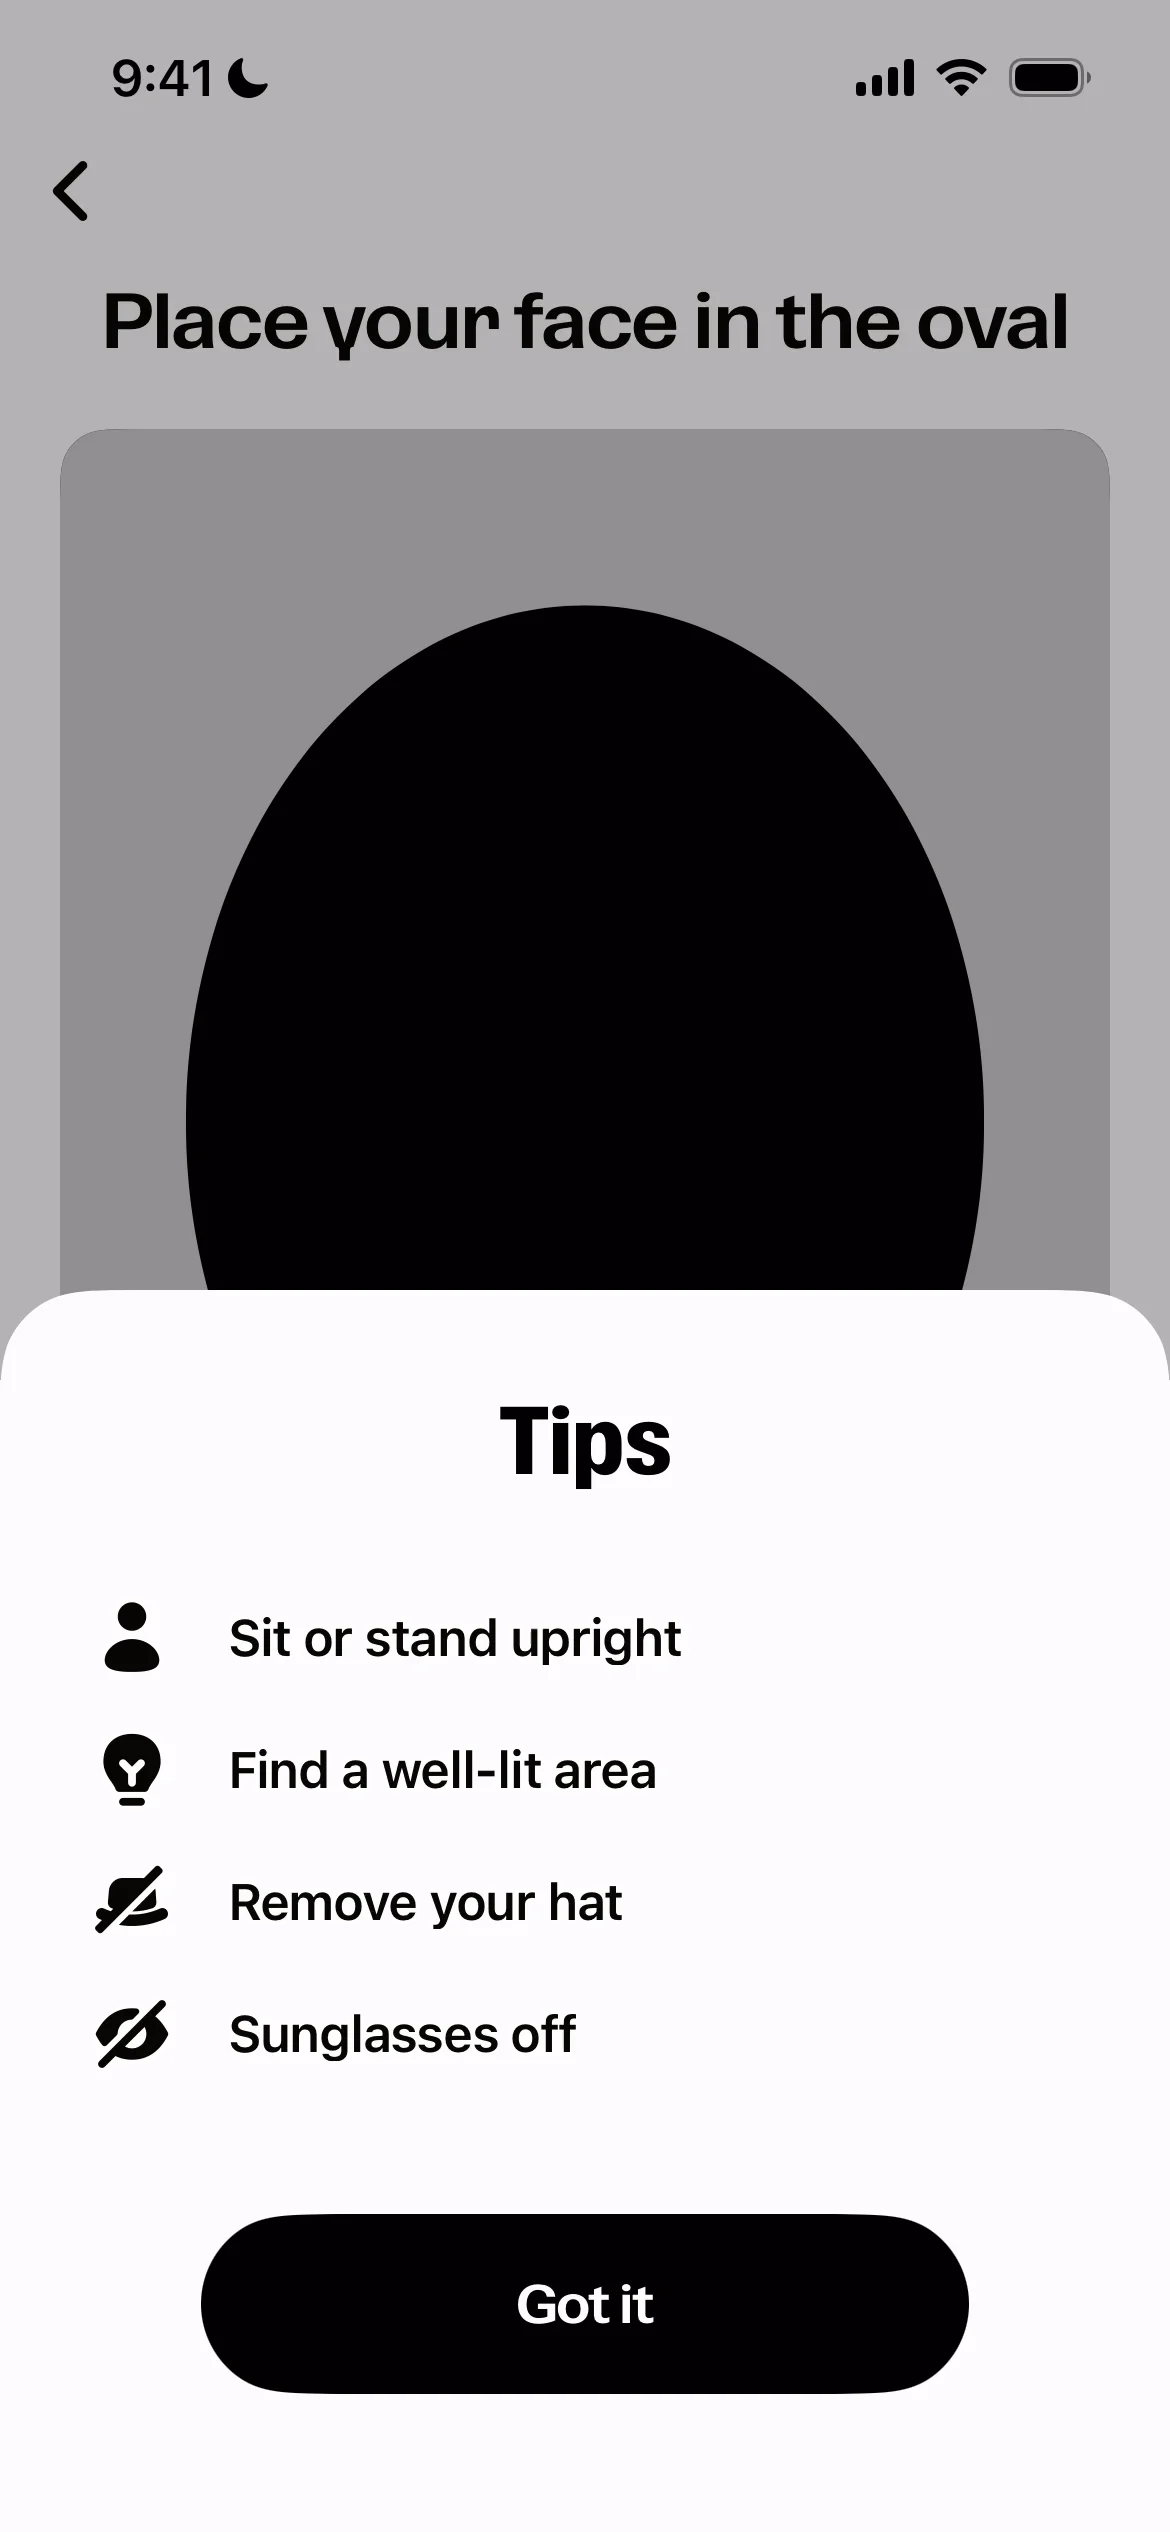 9:41
Place your face in the oval
Tips
Sit or stand upright
Find a well-lit area
Remove your hat
Sunglasses off
Got it